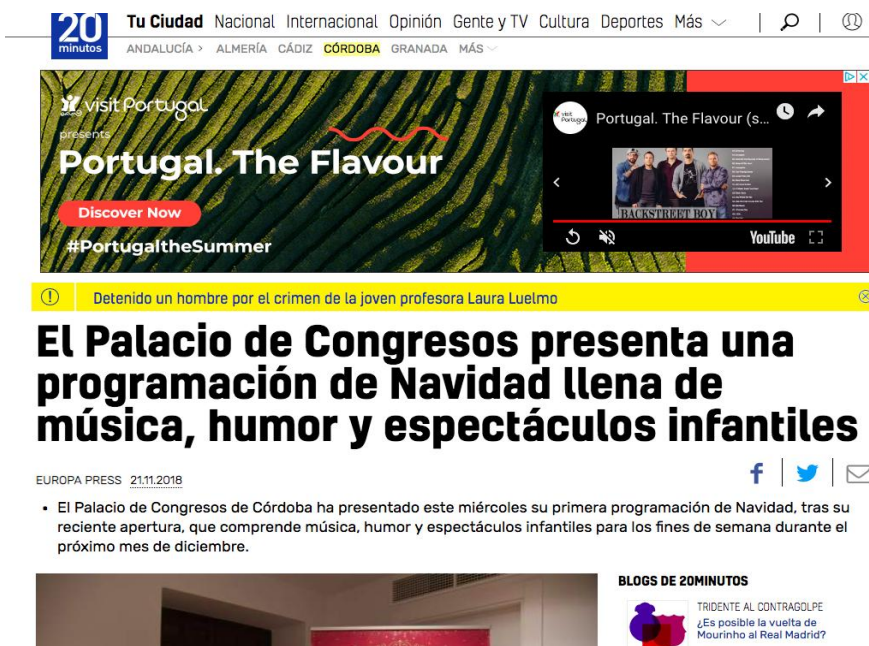 20
minutos
Tu Ciudad Nacional Internacional Opinión Gente y TV Cultura Deportes Más
ANDALUCÍA > ALMERÍA CÁDIZ CÓRDOBA GRANADA MÁS
visit Portugal
presents
Portugal. The Flavour
Discover Now
#PortugaltheSummer
visit Portugal
Portugal. The Flavour (s...
BACKSTREET BOY
YouTube
Detenido un hombre por el crimen de la joven profesora Laura Luelmo
El Palacio de Congresos presenta una
programación de Navidad llena de
música, humor y espectáculos infantiles
EUROPA PRESS 21.11.2018
• El Palacio de Congresos de Córdoba ha presentado este miércoles su primera programación de Navidad, tras su
reciente apertura, que comprende música, humor y espectáculos infantiles para los fines de semana durante el
próximo mes de diciembre.
BLOGS DE 20MINUTOS
TRIDENTE AL CONTRAGOLPE
¿Es posible la vuelta de
Mourinho al Real Madrid?